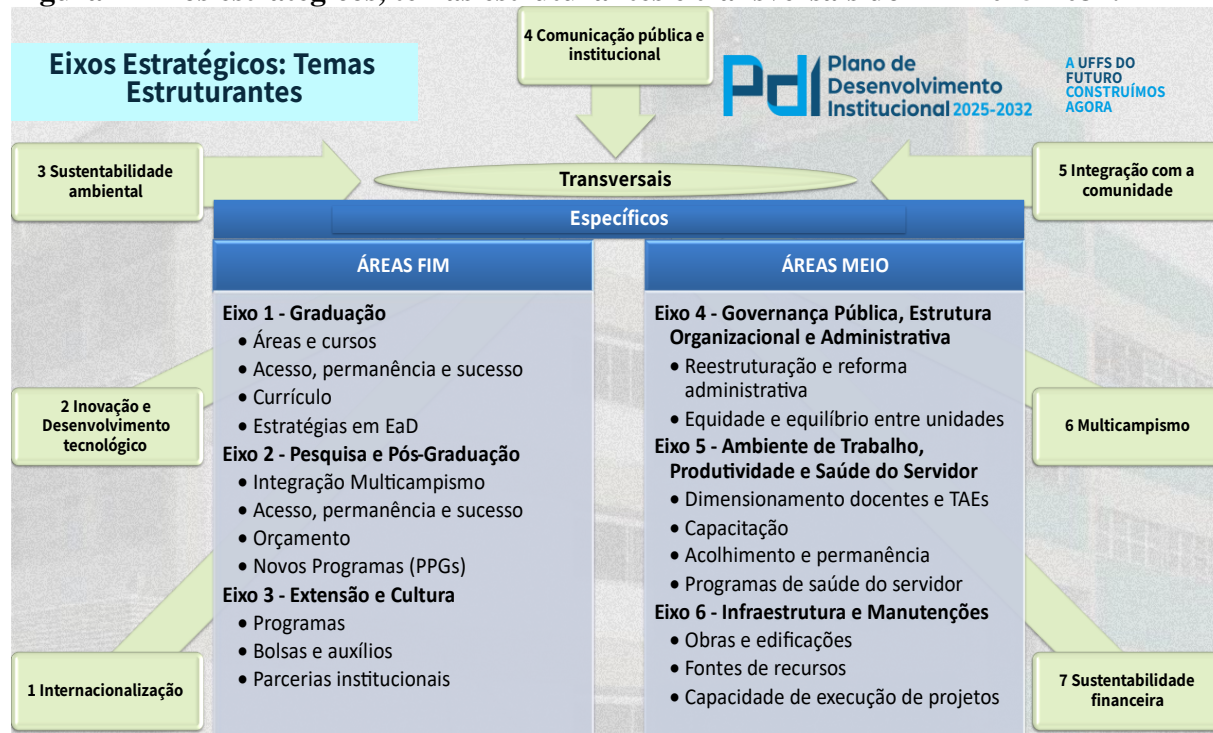 4 Comunicação pública e
institucional
Eixos Estratégicos: Temas
Estruturantes
Pdi
Plano de
Desenvolvimento
Institucional 2025-2032
A UFFS DO
FUTURO
CONSTRUÍMOS
AGORA
3 Sustentabilidade
ambiental
Transversais
5 Integração com a
comunidade
Específicos
ÁREAS FIM
Eixo 1 - Graduação
• Áreas e cursos
• Acesso, permanência e sucesso
• Currículo
• Estratégias em EaD
Eixo 2 - Pesquisa e Pós-Graduação
• Integração Multicampismo
• Acesso, permanência e sucesso
• Orçamento
• Novos Programas (PPGs)
Eixo 3 - Extensão e Cultura
• Programas
• Bolsas e auxílios
• Parcerias institucionais
ÁREAS MEIO
Eixo 4 - Governança Pública, Estrutura
Organizacional e Administrativa
• Reestruturação e reforma
administrativa
• Equidade e equilíbrio entre unidades
Eixo 5 - Ambiente de Trabalho,
Produtividade e Saúde do Servidor
• Dimensionamento docentes e TAEs
• Capacitação
• Acolhimento e permanência
• Programas de saúde do servidor
Eixo 6 - Infraestrutura e Manutenções
• Obras e edificações
• Fontes de recursos
• Capacidade de execução de projetos
2 Inovação e
Desenvolvimento
tecnológico
6 Multicampismo
1 Internacionalização
7 Sustentabilidade
financeira